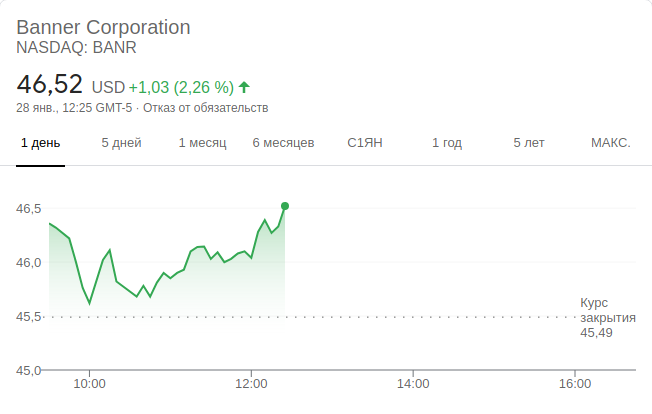 Banner Corporation
NASDAQ: BANR
46,52 USD +1,03 (2,26 %)
28 янв., 12:25 GMT-5 · Отказ от обязательств
1 день 5 дней 1 месяц 6 месяцев С1ЯН 1 год 5 лет МАКС.
46,5
46,0
45,5
45,0
Курс
закрытия
45,49
10:00 12:00 14:00 16:00